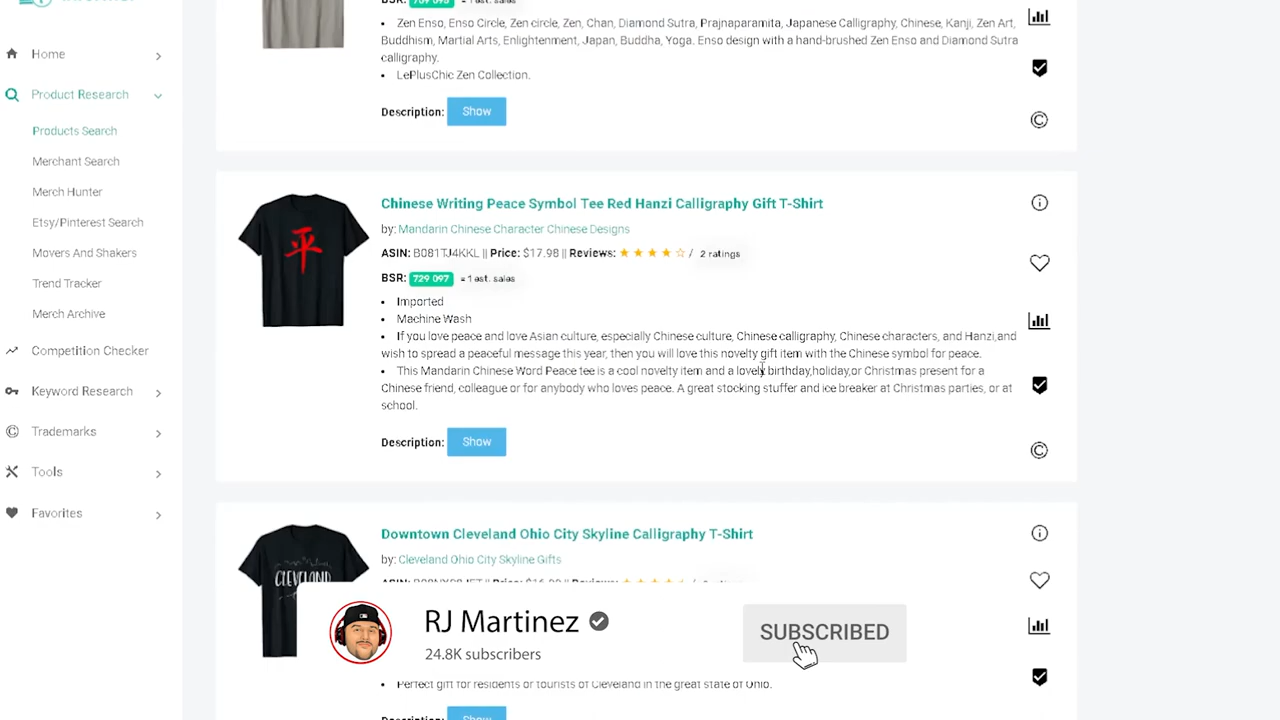 Home
Product Research
Products Search
Merchant Search
Merch Hunter
Etsy/Pinterest Search
Movers And Shakers
Trend Tracker
Merch Archive
Competition Checker
Keyword Research
Trademarks
Tools
Favorites
BSR: = 1 est. sales
• Zen Enso, Enso Circle, Zen circle, Zen, Chan, Diamond Sutra, Prajnaparamita, Japanese Calligraphy, Chinese, Kanji, Zen Art,
Buddhism, Martial Arts, Enlightenment, Japan, Buddha, Yoga. Enso design with a hand-brushed Zen Enso and Diamond Sutra
calligraphy.
• LePlusChic Zen Collection.
Description: Show
平
Chinese Writing Peace Symbol Tee Red Hanzi Calligraphy Gift T-Shirt
by: Mandarin Chinese Character Chinese Designs
ASIN: B081TJ4KKL || Price: $17.98 || Reviews: ★ ★ ★ ★ ☆ / 2 ratings
BSR: 729 097 = 1 est. sales
• Imported
• Machine Wash
• If you love peace and love Asian culture, especially Chinese culture, Chinese calligraphy, Chinese characters, and Hanzi,and
wish to spread a peaceful message this year, then you will love this novelty gift item with the Chinese symbol for peace.
• This Mandarin Chinese Word Peace tee is a cool novelty item and a lovely birthday,holiday,or Christmas present for a
Chinese friend, colleague or for anybody who loves peace. A great stocking stuffer and ice breaker at Christmas parties, or at
school.
Description: Show
CLEVELAND
Downtown Cleveland Ohio City Skyline Calligraphy T-Shirt
by: Cleveland Ohio City Skyline Gifts
RJ Martinez
24.8K subscribers
SUBSCRIBED
• Perfect gift for residents or tourists of Cleveland in the great state of Ohio.
Description: Show